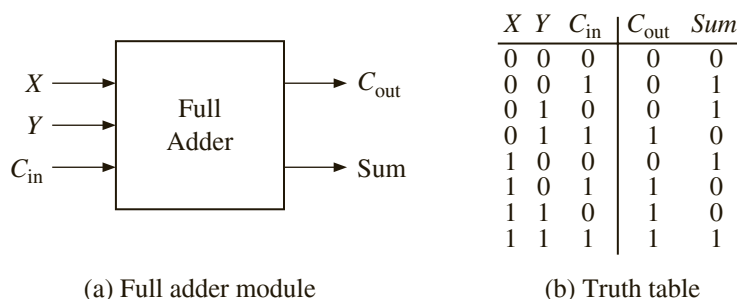 X
Y
C_in
Full
Adder
C_out
Sum
(a) Full adder module
X Y C_in C_out Sum
0 0 0 0 0
0 0 1 0 1
0 1 0 0 1
0 1 1 1 0
1 0 0 0 1
1 0 1 1 0
1 1 0 1 0
1 1 1 1 1
(b) Truth table